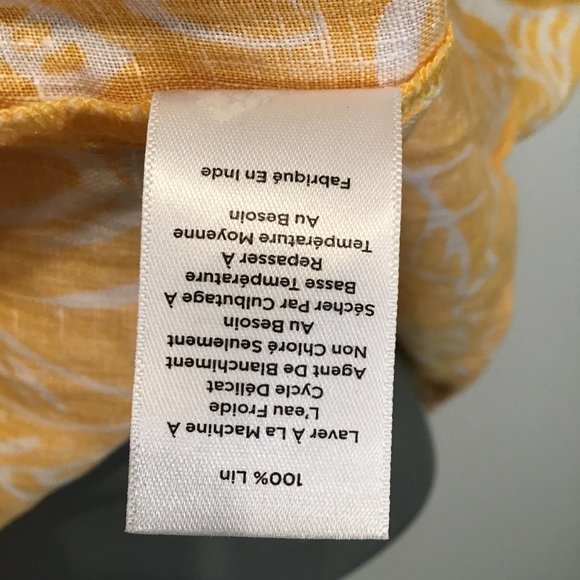 100% Lin
Laver À La Machine À
L'eau Froide
Cycle Délicat
Agent De Blanchiment
Non Chloré Seulement
Au Besoin
Sécher Par Culbutage À
Basse Température
Repasser À
Température Moyenne
Au Besoin
Fabriqué En Inde